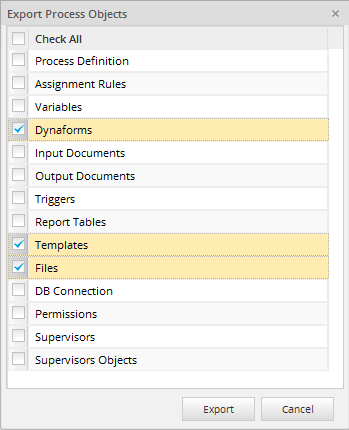 Export Process Objects
Check All
Process Definition
Assignment Rules
Variables
Dynaforms
Input Documents
Output Documents
Triggers
Report Tables
Templates
Files
DB Connection
Permissions
Supervisors
Supervisors Objects
Export Cancel